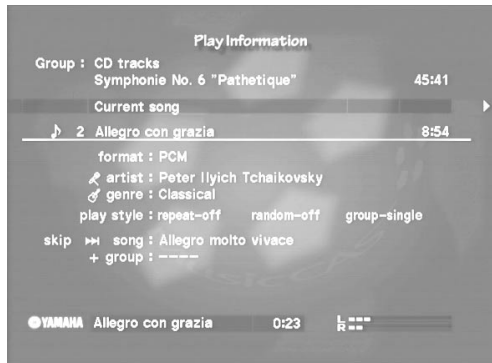 Play Information
Group : CD tracks
Symphonie No. 6 "Pathetique" 45:41
Current song
2 Allegro con grazia 8:54
format : PCM
artist : Peter Ilyich Tchaikovsky
genre : Classical
play style : repeat-off random-off group-single
skip song : Allegro molto vivace
+ group : ----
YAMAHA Allegro con grazia 0:23 L
R